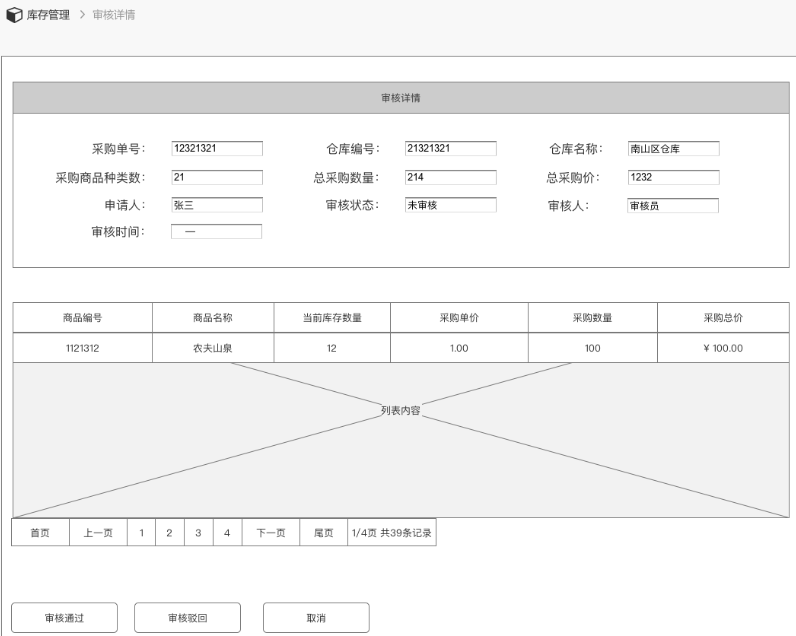 库存管理 > 审核详情
审核详情
采购单号： 12321321 仓库编号： 21321321 仓库名称： 南山区仓库
采购商品种类数： 21 总采购数量： 214 总采购价： 1232
申请人： 张三 审核状态： 未审核 审核人： 审核员
审核时间： —
商品编号 商品名称 当前库存数量 采购单价 采购数量 采购总价
1121312 农夫山泉 12 1.00 100 ¥ 100.00
列表内容
首页 上一页 1 2 3 4 下一页 尾页 1/4页 共39条记录
审核通过 审核驳回 取消